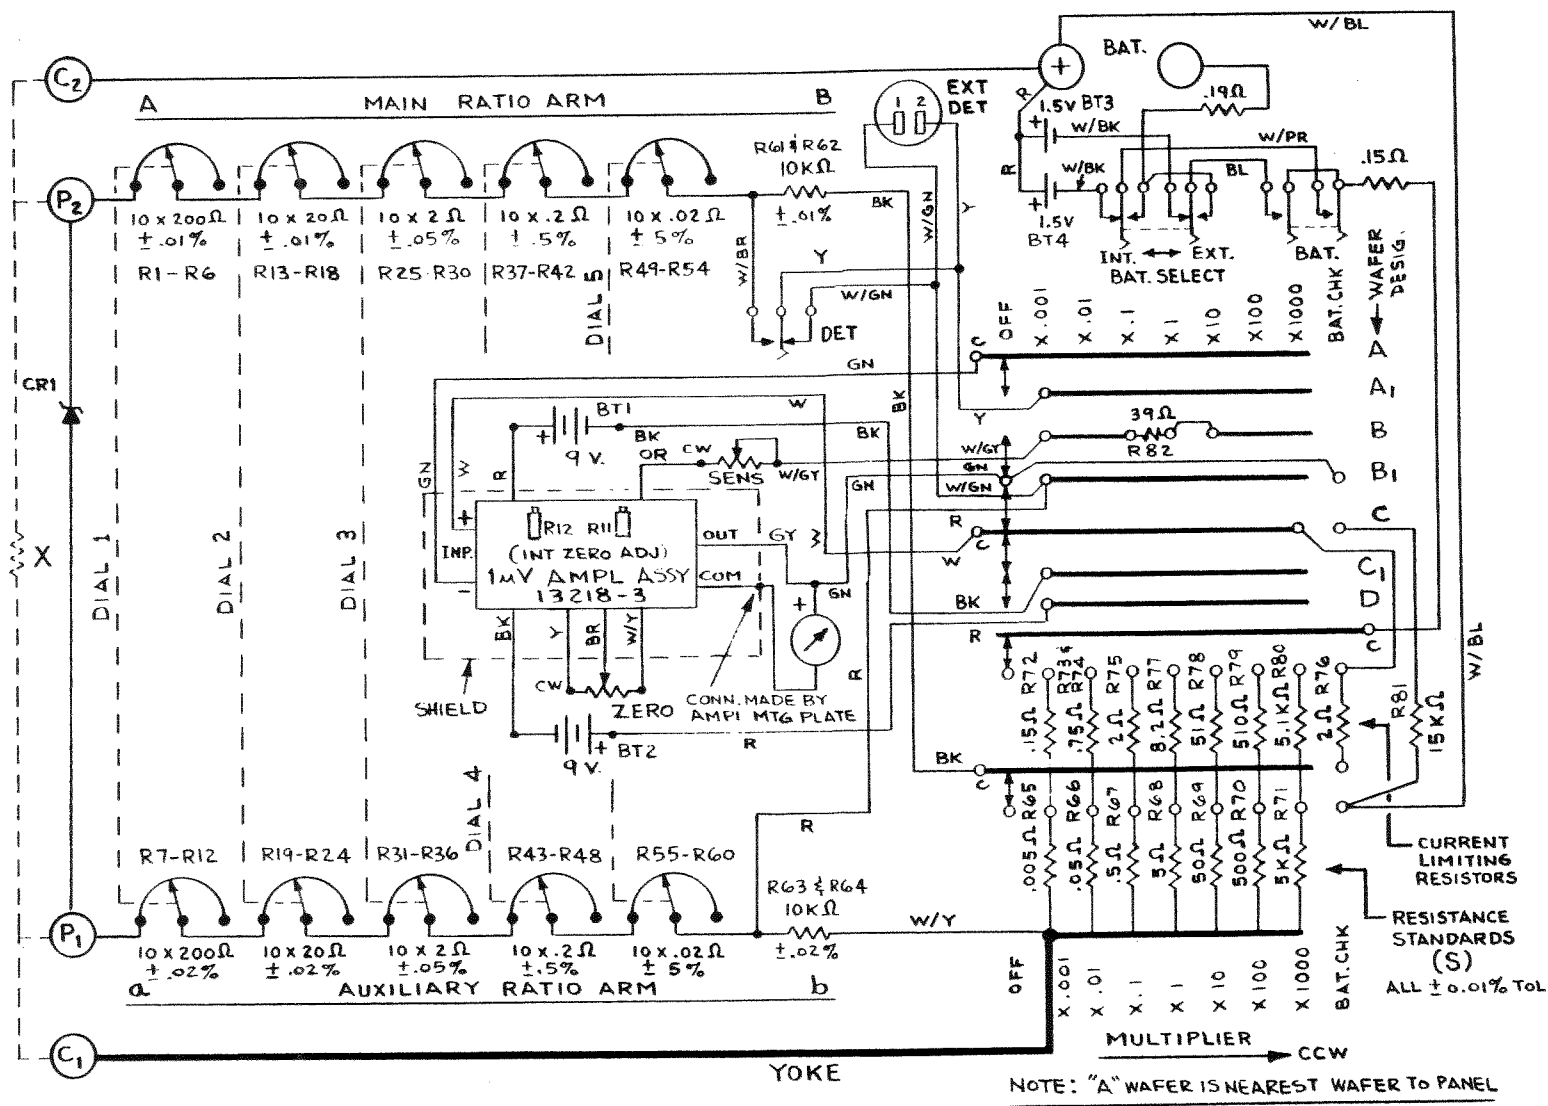 C2
A
MAIN RATIO ARM
B
W/BL
BAT.
+
EXT
DET
1 2
R
1.5V BT3
+
W/BK
.19Ω
W/PR
R61 & R62
10KΩ
±.01%
BK
W/GN
Y
R
W/BK
+
1.5V
BT4
BL
.15Ω
P2
10 x 200Ω
± .01%
R1-R6
10 x 20Ω
± .01%
R13-R18
10 x 2Ω
± .05%
R25-R30
10 x .2Ω
± .5%
R37-R42
10 x .02Ω
± 5%
R49-R54
W/BR
Y
W/GN
DET
INT. ↔ EXT.
BAT. SELECT
BAT.
WAFER
DESIG.
DIAL 5
OFF
X .001
X .01
X .1
X 1
X 10
X100
X1000
BAT. CHK
C
A
A1
B
B1
C
C1
D
C
CR1
GN
BK
W
BT1
+
9 V.
BK
OR
CW
SENS
W/GY
BK
Y
39Ω
R82
W/GY
GN
W/GN
R
C
W
BK
R
GN
W
R
GN
+
INP.
-
R12 R11
(INT ZERO ADJ)
1µV AMPL ASSY
13218-3
OUT
GY
COM
GN
+
X
DIAL 1
DIAL 2
DIAL 3
BK
Y
BR
W/Y
CW
ZERO
SHIELD
CONN. MADE BY
AMPl MTG PLATE
R
BT2
+
9 V.
R
DIAL 4
R72
R73 &
R74
R75
R77
R78
R79
R80
R76
.15Ω
.75Ω
2Ω
8.2Ω
51Ω
510Ω
5.1KΩ
2Ω
R81
15KΩ
W/BL
BK
C
R65
R66
R67
R68
R69
R70
R71
.005Ω
.05Ω
.5Ω
5Ω
50Ω
500Ω
5KΩ
CURRENT
LIMITING
RESISTORS
R
R7-R12
R19-R24
R31-R36
R43-R48
R55-R60
R63 & R64
10KΩ
±.02%
W/Y
P1
10 x 200Ω
± .02%
10 x 20Ω
± .02%
10 x 2Ω
±.05%
10 x .2Ω
±.5%
10 x .02Ω
± 5%
RESISTANCE
STANDARDS
(S)
ALL ± 0.01% TOL
a
AUXILIARY RATIO ARM
b
OFF
X .001
X .01
X .1
X 1
X 10
X 100
X1000
BAT. CHK
C1
YOKE
MULTIPLIER
→ CCW
NOTE: "A" WAFER IS NEAREST WAFER TO PANEL